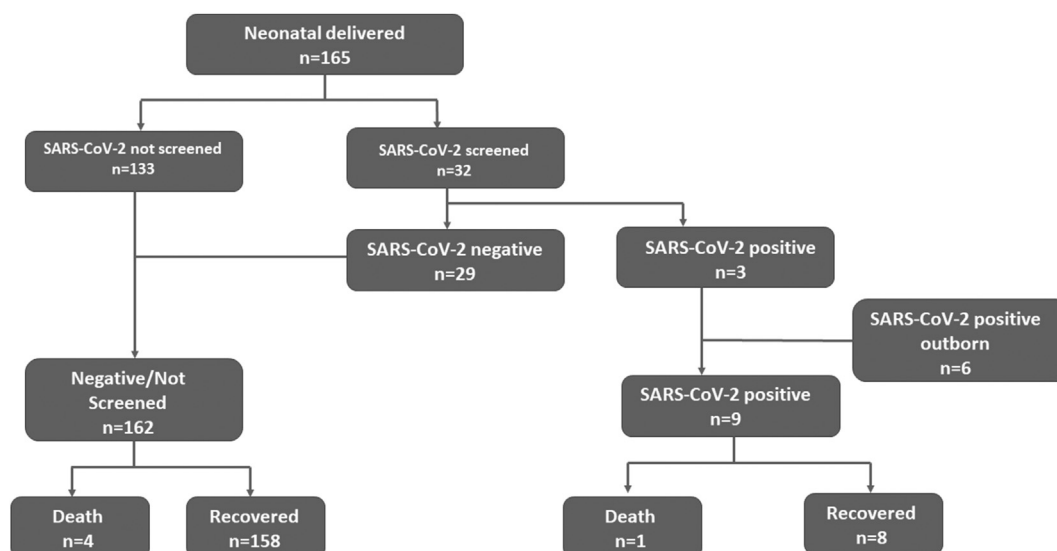 Neonatal delivered
n=165
SARS-CoV-2 not screened
n=133
SARS-CoV-2 screened
n=32
SARS-CoV-2 negative
n=29
SARS-CoV-2 positive
n=3
SARS-CoV-2 positive
outborn
n=6
Negative/Not
Screened
n=162
SARS-CoV-2 positive
n=9
Death
n=4
Recovered
n=158
Death
n=1
Recovered
n=8